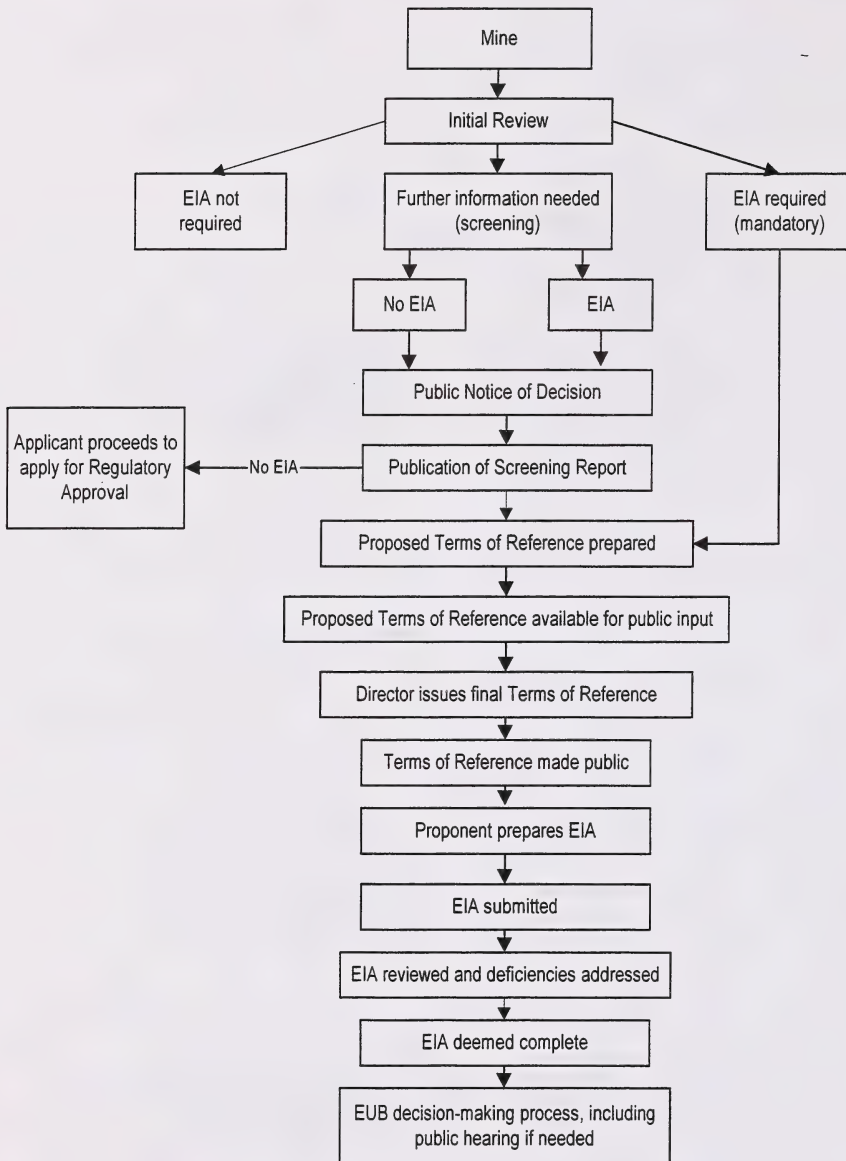 Mine
Initial Review
EIA not
required
Further information needed
(screening)
EIA required
(mandatory)
No EIA
EIA
Public Notice of Decision
Applicant proceeds to
apply for Regulatory
Approval
No EIA
Publication of Screening Report
Proposed Terms of Reference prepared
Proposed Terms of Reference available for public input
Director issues final Terms of Reference
Terms of Reference made public
Proponent prepares EIA
EIA submitted
EIA reviewed and deficiencies addressed
EIA deemed complete
EUB decision-making process, including
public hearing if needed